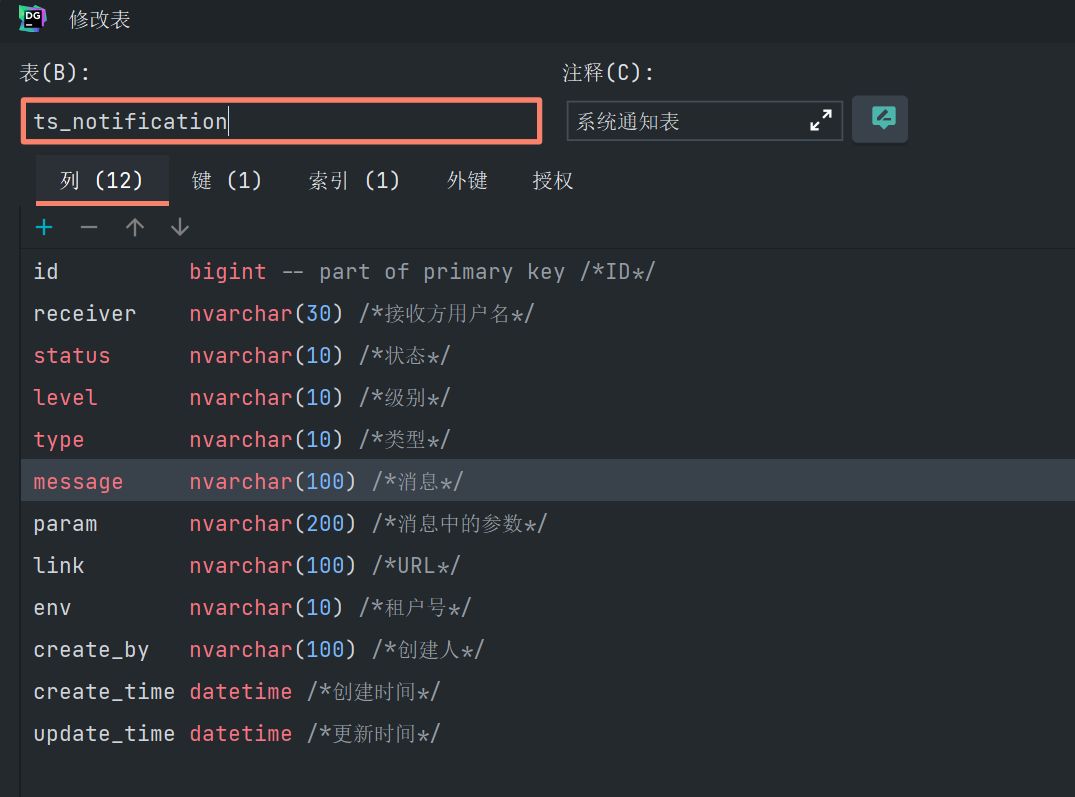 DG 修改表
表(B): 注释(C):
ts_notification 系统通知表
列 (12) 键 (1) 索引 (1) 外键 授权
id bigint -- part of primary key /*ID*/
receiver nvarchar(30) /*接收方用户名*/
status nvarchar(10) /*状态*/
level nvarchar(10) /*级别*/
type nvarchar(10) /*类型*/
message nvarchar(100) /*消息*/
param nvarchar(200) /*消息中的参数*/
link nvarchar(100) /*URL*/
env nvarchar(10) /*租户号*/
create_by nvarchar(100) /*创建人*/
create_time datetime /*创建时间*/
update_time datetime /*更新时间*/